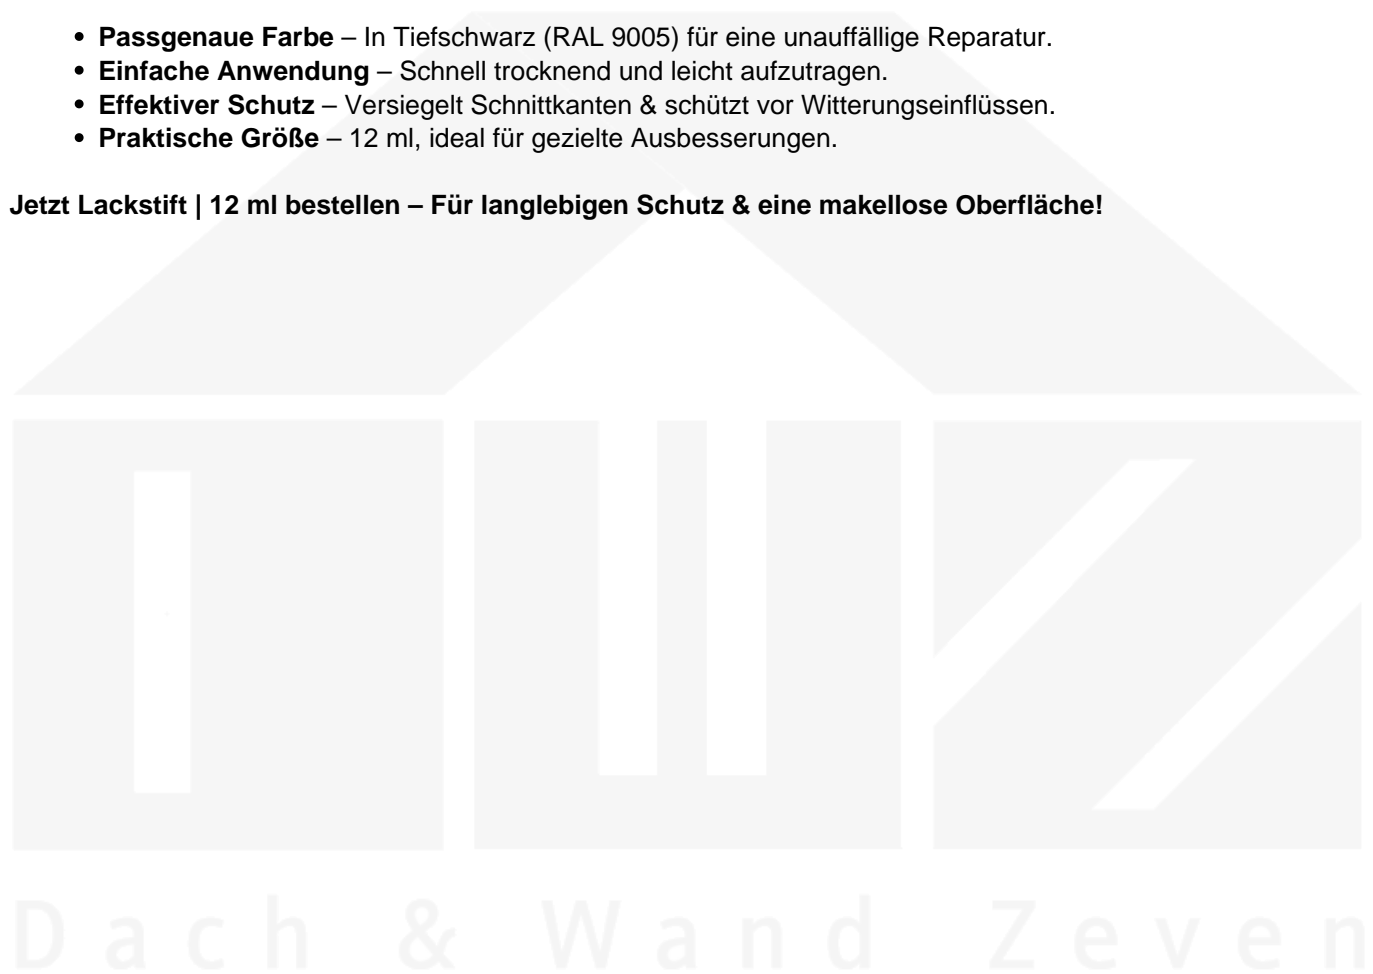 • Passgenaue Farbe – In Tiefschwarz (RAL 9005) für eine unauffällige Reparatur.
• Einfache Anwendung – Schnell trocknend und leicht aufzutragen.
• Effektiver Schutz – Versiegelt Schnittkanten & schützt vor Witterungseinflüssen.
• Praktische Größe – 12 ml, ideal für gezielte Ausbesserungen.
Jetzt Lackstift | 12 ml bestellen – Für langlebigen Schutz & eine makellose Oberfläche!
Dach & Wand Zeven